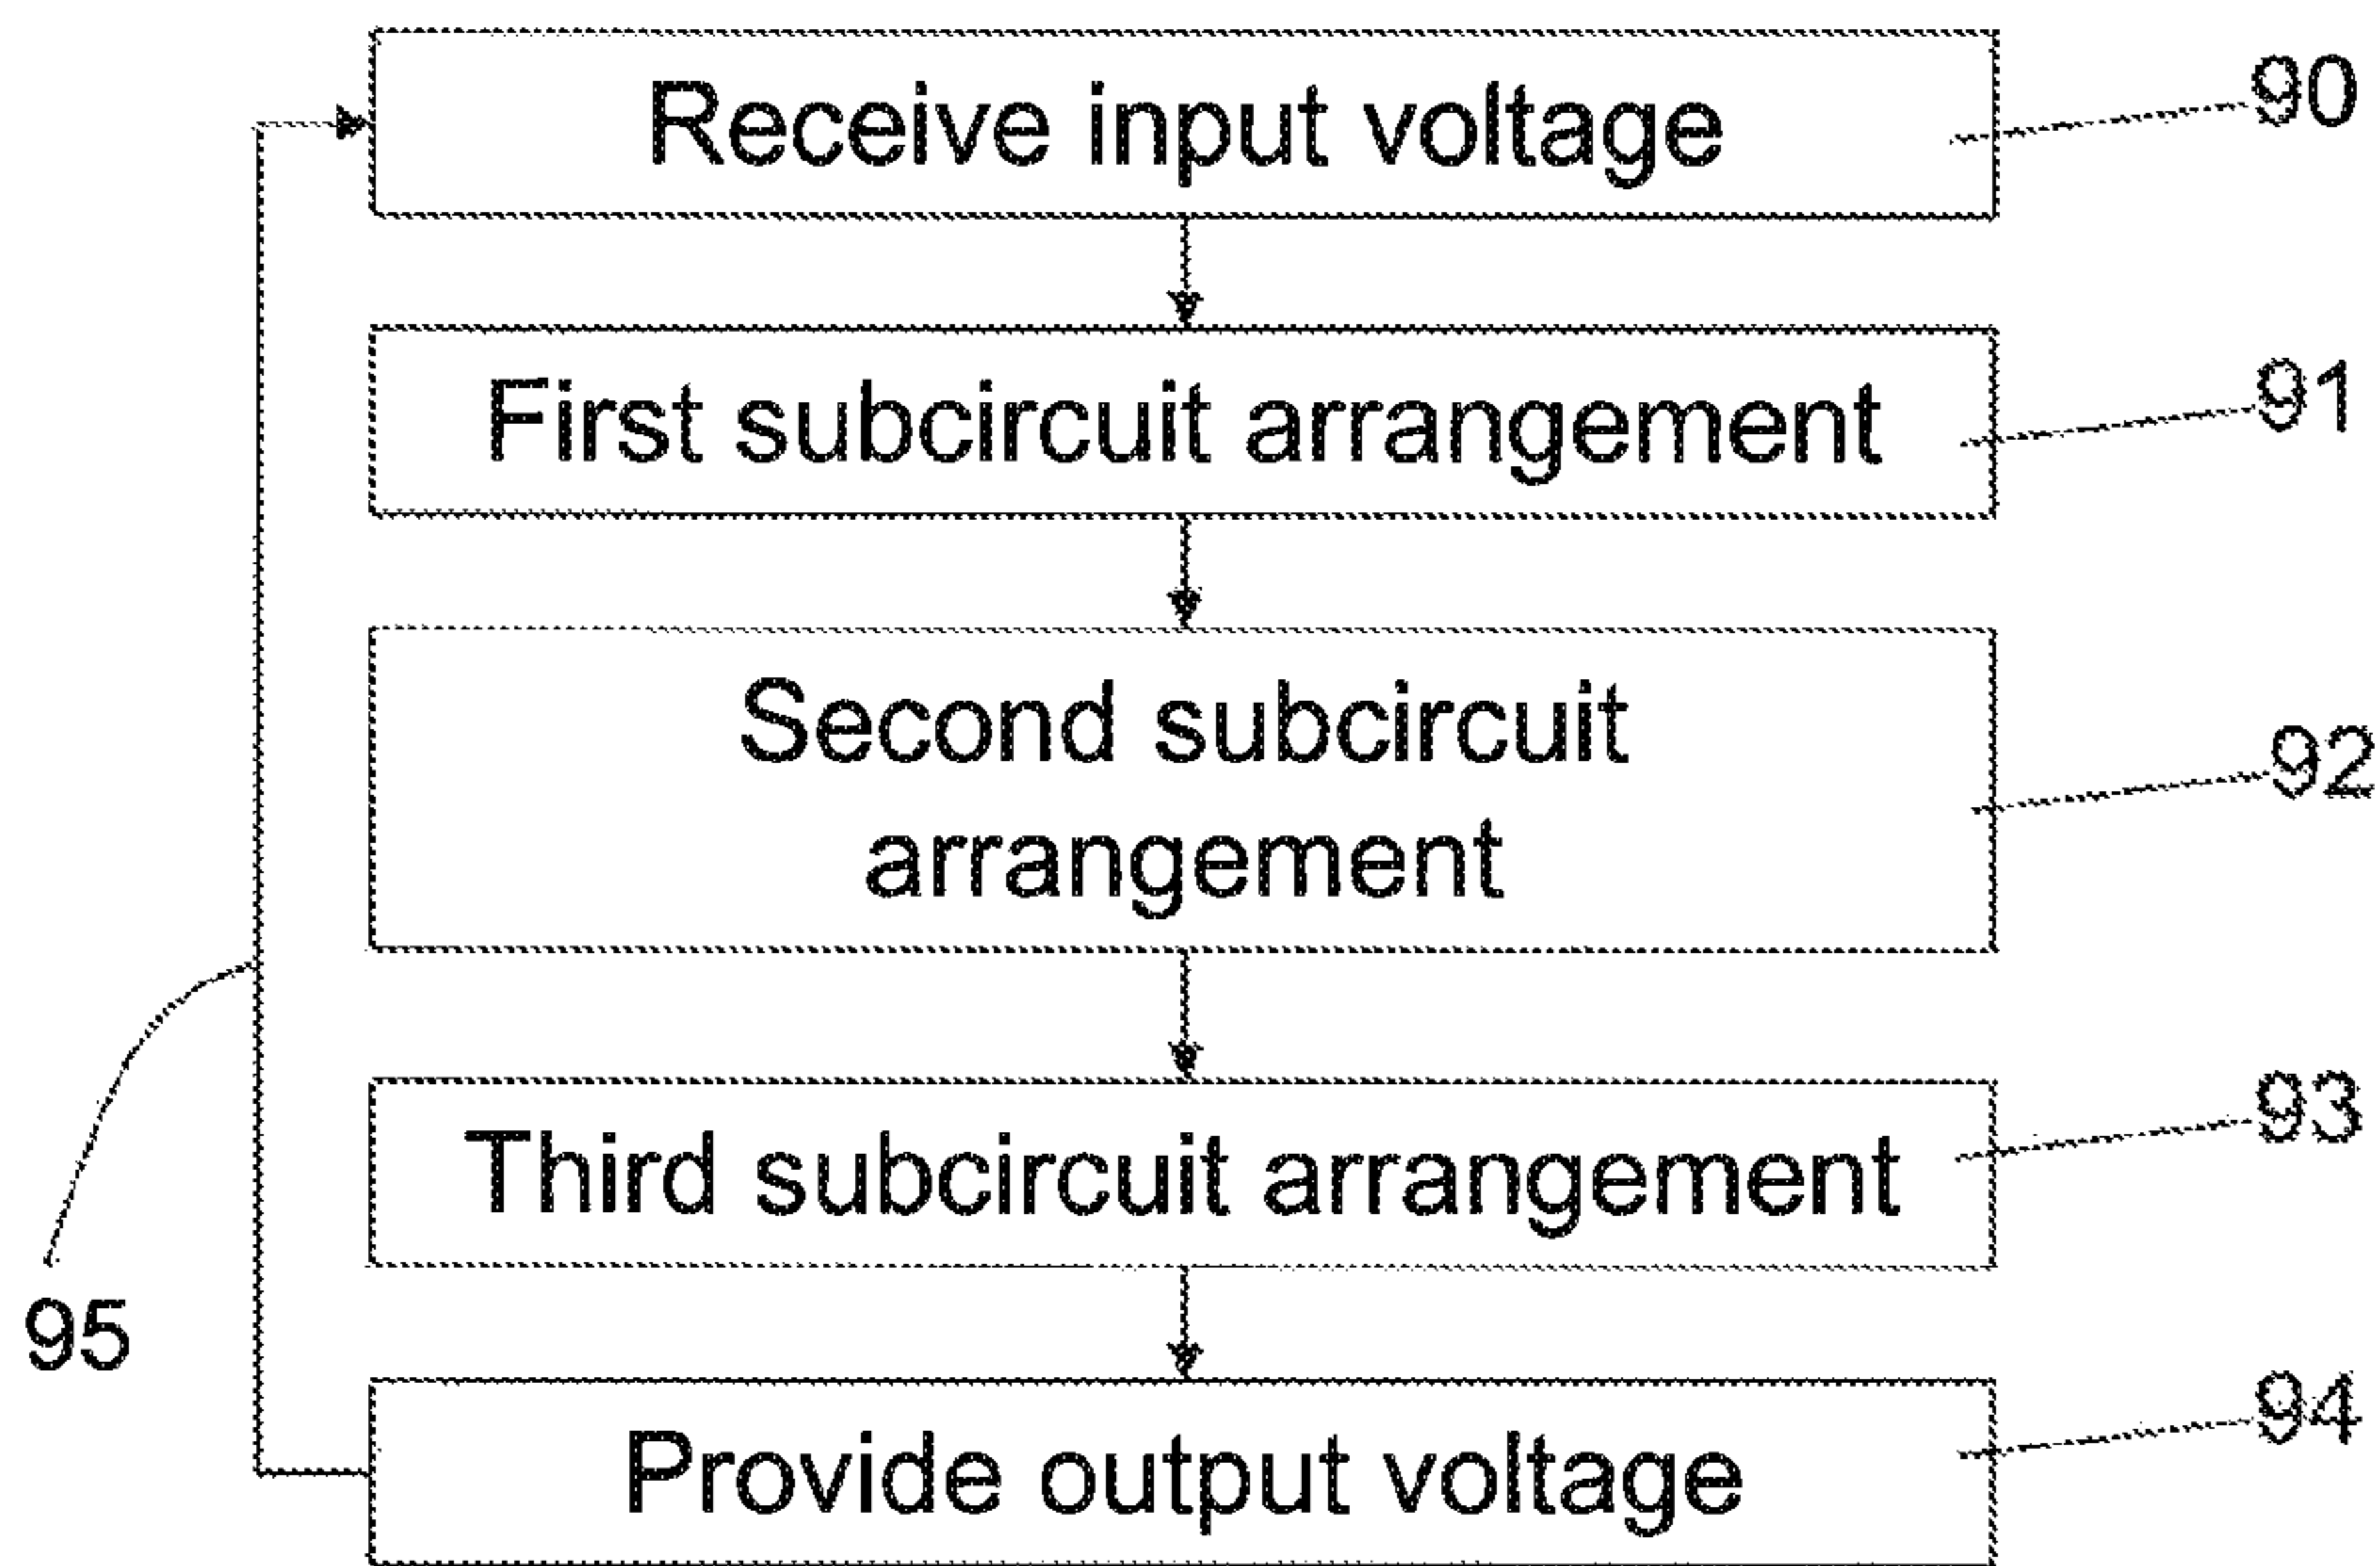 Receive input voltage
90
First subcircuit arrangement
91
Second subcircuit
arrangement
92
Third subcircuit arrangement
93
95
Provide output voltage
94